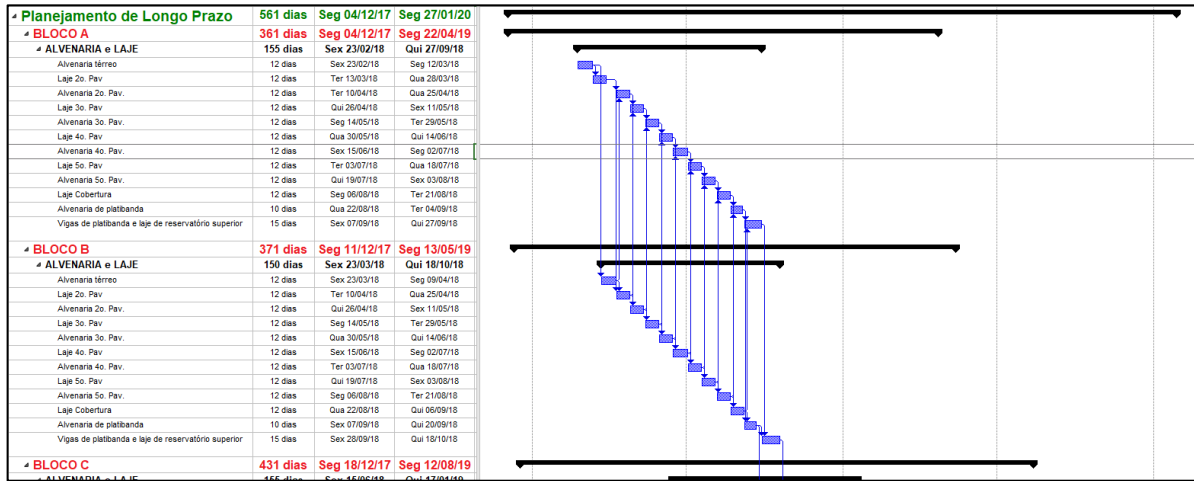 Planejamento de Longo Prazo 561 dias Seg 04/12/17 Seg 27/01/20
BLOCO A 361 dias Seg 04/12/17 Seg 22/04/19
ALVENARIA e LAJE 155 dias Sex 23/02/18 Qui 27/09/18
Alvenaria térreo 12 dias Sex 23/02/18 Seg 12/03/18
Laje 2o. Pav 12 dias Ter 13/03/18 Qua 28/03/18
Alvenaria 2o. Pav. 12 dias Ter 10/04/18 Qua 25/04/18
Laje 3o. Pav 12 dias Qui 26/04/18 Sex 11/05/18
Alvenaria 3o. Pav. 12 dias Seg 14/05/18 Ter 29/05/18
Laje 4o. Pav 12 dias Qua 30/05/18 Qui 14/06/18
Alvenaria 4o. Pav. 12 dias Sex 15/06/18 Seg 02/07/18
Laje 5o. Pav 12 dias Ter 03/07/18 Qua 18/07/18
Alvenaria 5o. Pav. 12 dias Qui 19/07/18 Sex 03/08/18
Laje Cobertura 12 dias Seg 06/08/18 Ter 21/08/18
Alvenaria de platibanda 10 dias Qua 22/08/18 Ter 04/09/18
Vigas de platibanda e laje de reservatório superior 15 dias Sex 07/09/18 Qui 27/09/18
BLOCO B 371 dias Seg 11/12/17 Seg 13/05/19
ALVENARIA e LAJE 150 dias Sex 23/03/18 Qui 18/10/18
Alvenaria térreo 12 dias Sex 23/03/18 Seg 09/04/18
Laje 2o. Pav 12 dias Ter 10/04/18 Qua 25/04/18
Alvenaria 2o. Pav. 12 dias Qui 26/04/18 Sex 11/05/18
Laje 3o. Pav 12 dias Seg 14/05/18 Ter 29/05/18
Alvenaria 3o. Pav. 12 dias Qua 30/05/18 Qui 14/06/18
Laje 4o. Pav 12 dias Sex 15/06/18 Seg 02/07/18
Alvenaria 4o. Pav. 12 dias Ter 03/07/18 Qua 18/07/18
Laje 5o. Pav 12 dias Qui 19/07/18 Sex 03/08/18
Alvenaria 5o. Pav. 12 dias Seg 06/08/18 Ter 21/08/18
Laje Cobertura 12 dias Qua 22/08/18 Qui 06/09/18
Alvenaria de platibanda 10 dias Sex 07/09/18 Qui 20/09/18
Vigas de platibanda e laje de reservatório superior 15 dias Sex 28/09/18 Qui 18/10/18
BLOCO C 431 dias Seg 18/12/17 Seg 12/08/19
ALVENARIA e LAJE 155 dias Sex 15/06/18 Qui 17/01/19